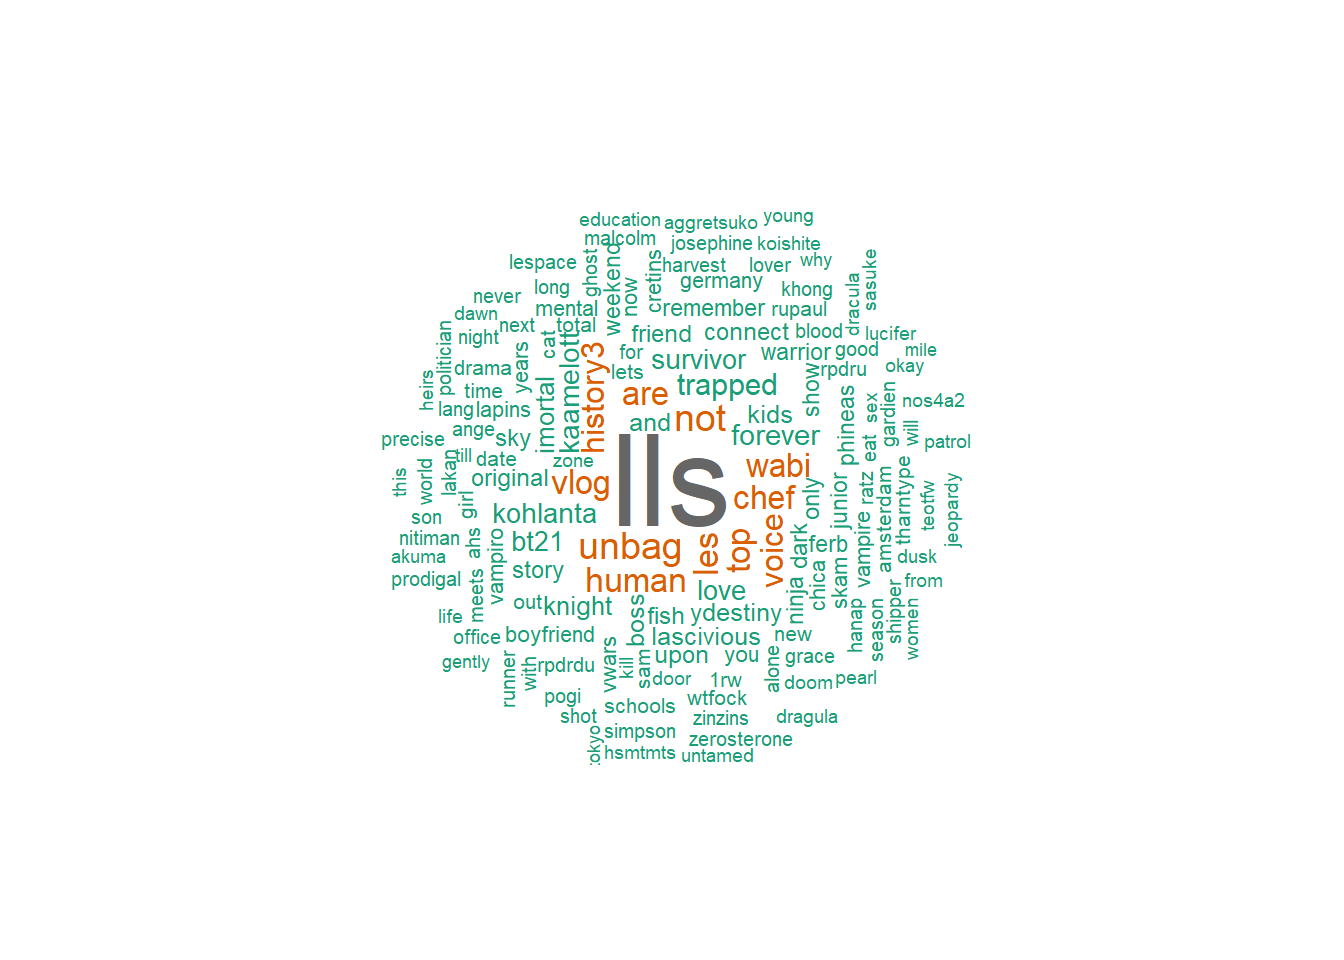 education
aggretsuko
young
malcolm
josephine
koishite
lespace
ghost
weekend
now
cretins
harvest
lover
why
germany
khong
dracula
sasuke
never
long
mental
remember
rupaul
dawn
next
total
night
cat
friend
connect
blood
lucifer
politician
years
kaamelott
history3
for
survivor
warrior
good
mile
heirs
drama
imortal
lets
are
trapped
show
rpdru
okay
time
lang
lapins
and
not
kids
phineas
sex
gardien
nos4a2
precise
ange
sky
forever
eat
will
patrol
this
world
lakan
till
date
zone
lls
wabi
original
vlog
chef
only
junior
ratz
amsterdam
tharntype
teotfw
jeopardy
girl
kohlanta
son
nitiman
ahs
bt21
unbag
les
top
voice
dark
ferb
vampire
dusk
akuma
vampiro
story
human
love
ninja
chica
skam
from
prodigal
meets
out
knight
boss
fish
ydestiny
hanap
season
shipper
women
life
office
boyfriend
lascivious
new
gently
runner
with
rpdrdu
vwars
kill
sam
upon
you
alone
grace
door
1rw
doom
pearl
pogi
schools
wtfock
shot
zinzins
dragula
tokyo
simpson
zerosterone
hsmtmts
untamed